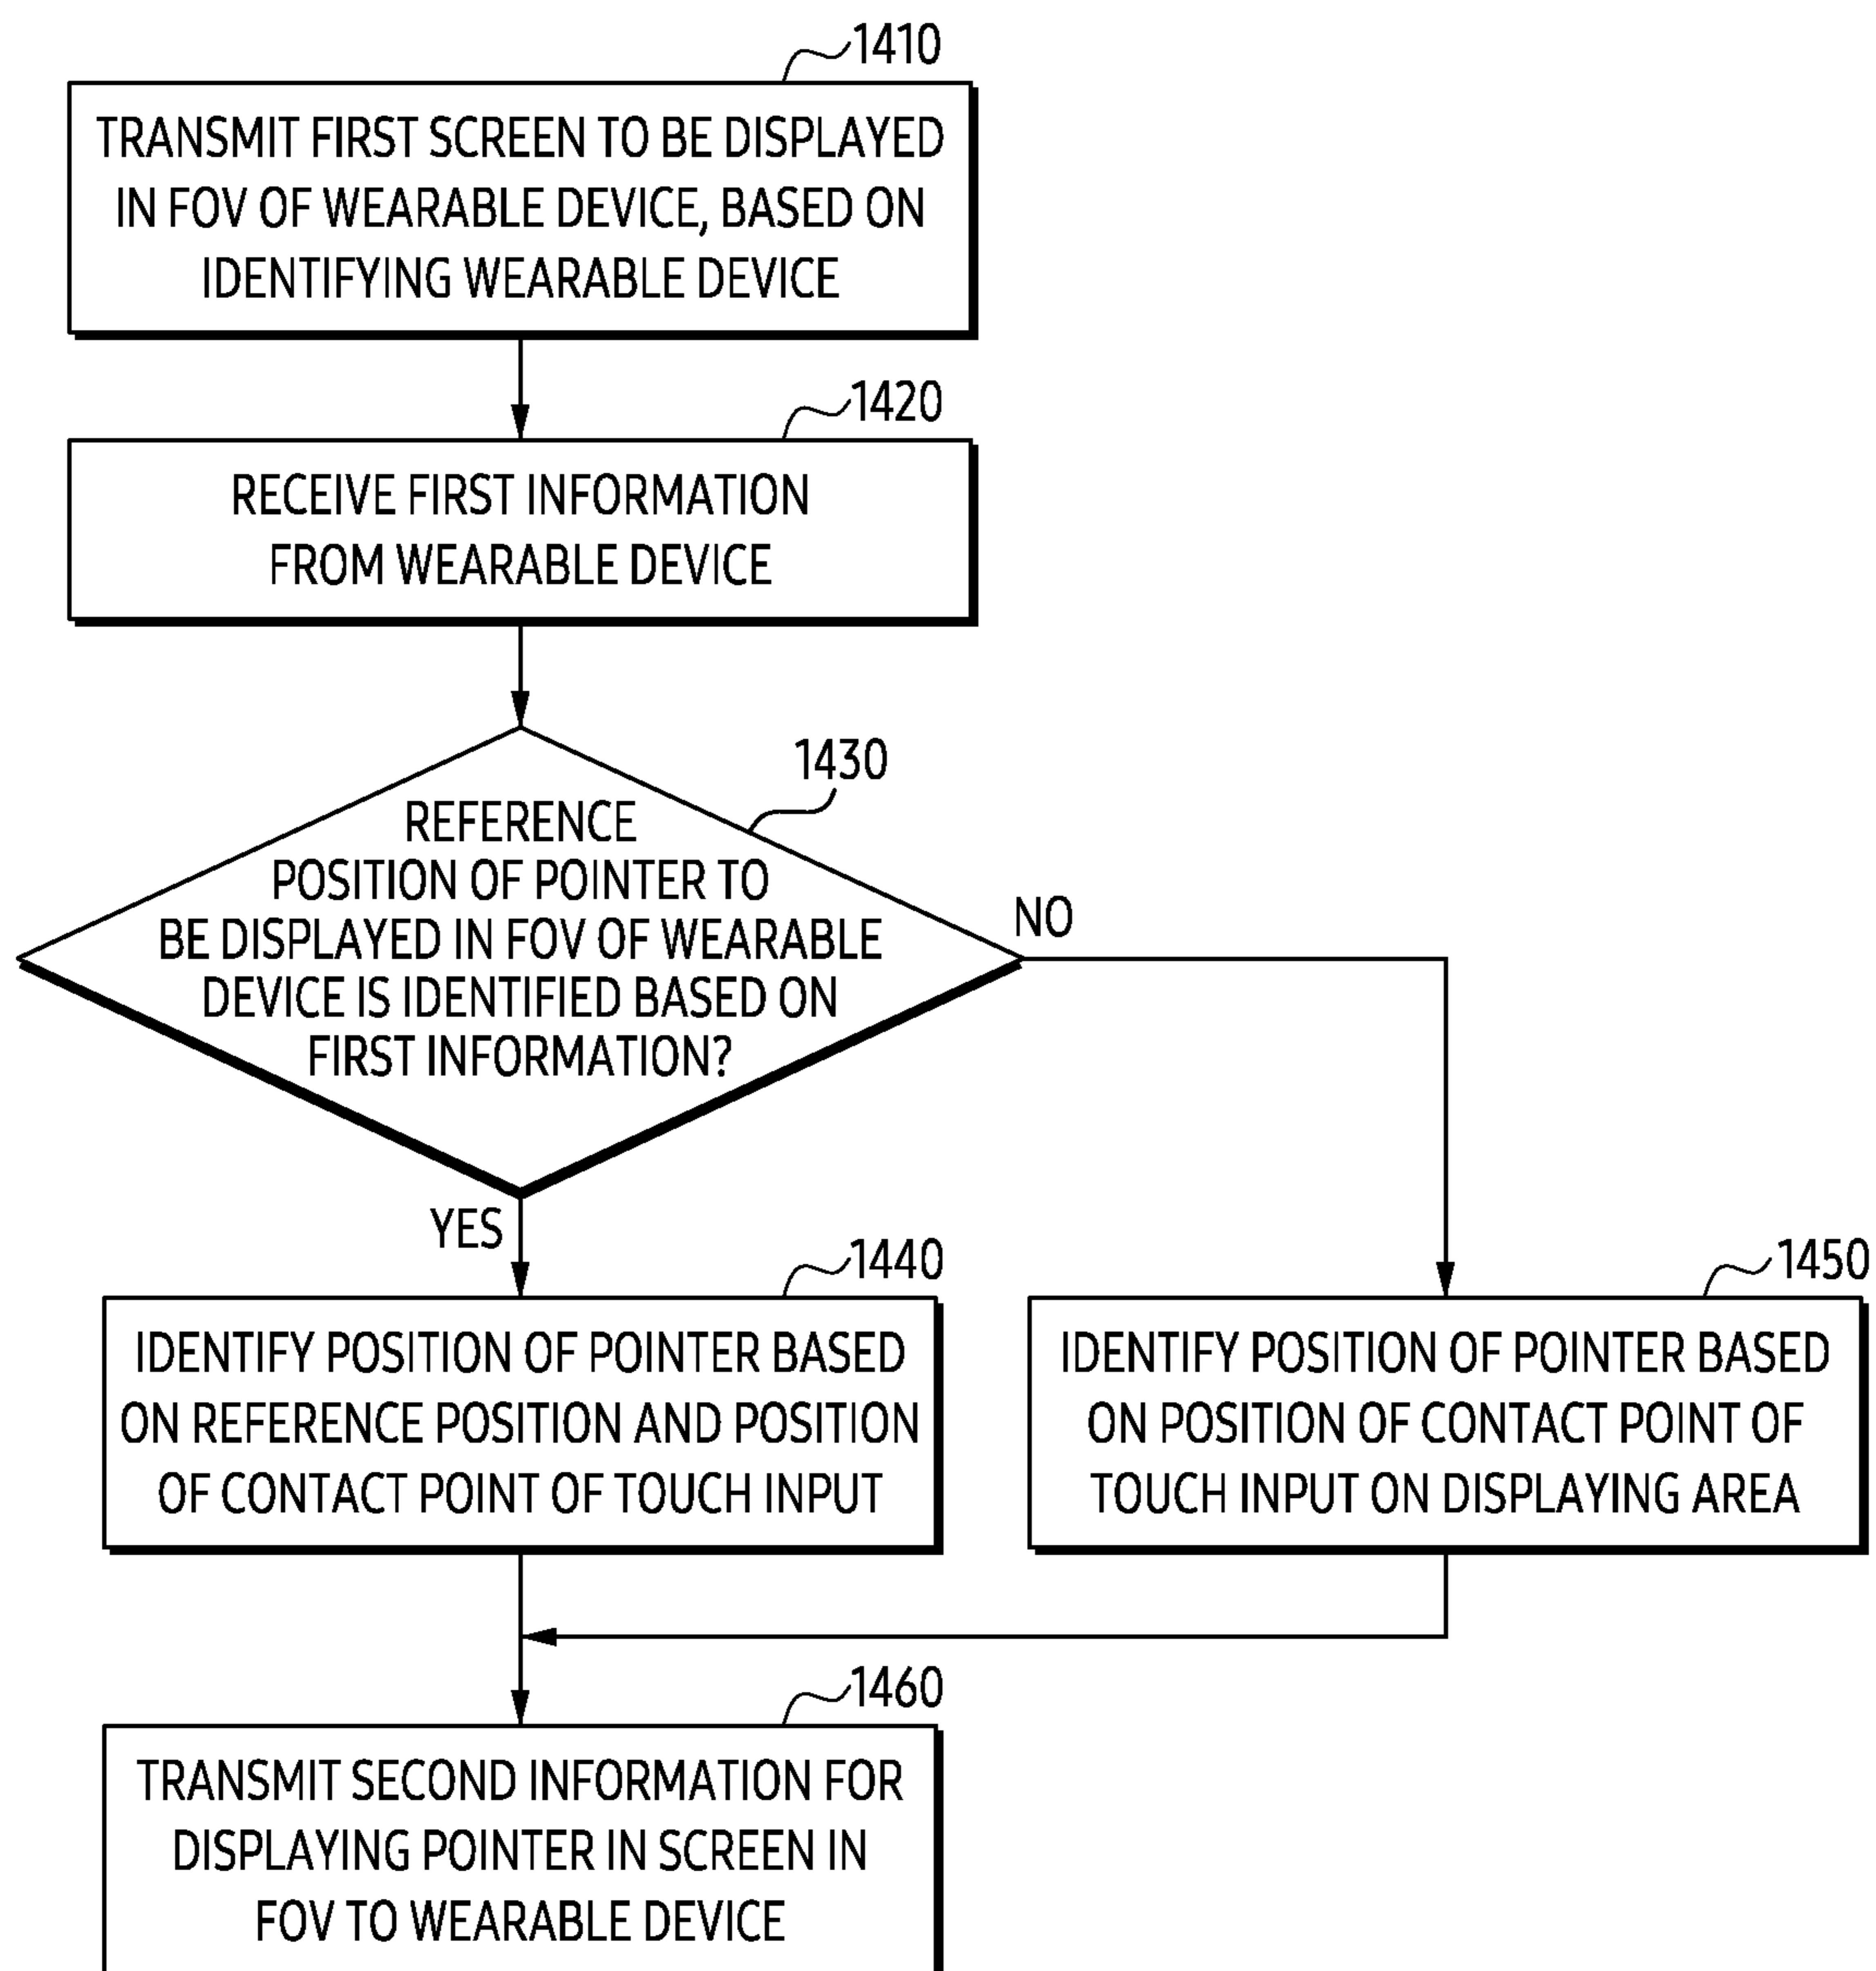 1410
TRANSMIT FIRST SCREEN TO BE DISPLAYED
IN FOV OF WEARABLE DEVICE, BASED ON
IDENTIFYING WEARABLE DEVICE
1420
RECEIVE FIRST INFORMATION
FROM WEARABLE DEVICE
1430
REFERENCE
POSITION OF POINTER TO
BE DISPLAYED IN FOV OF WEARABLE
DEVICE IS IDENTIFIED BASED ON
FIRST INFORMATION?
NO
YES
1440
IDENTIFY POSITION OF POINTER BASED
ON REFERENCE POSITION AND POSITION
OF CONTACT POINT OF TOUCH INPUT
1450
IDENTIFY POSITION OF POINTER BASED
ON POSITION OF CONTACT POINT OF
TOUCH INPUT ON DISPLAYING AREA
1460
TRANSMIT SECOND INFORMATION FOR
DISPLAYING POINTER IN SCREEN IN
FOV TO WEARABLE DEVICE